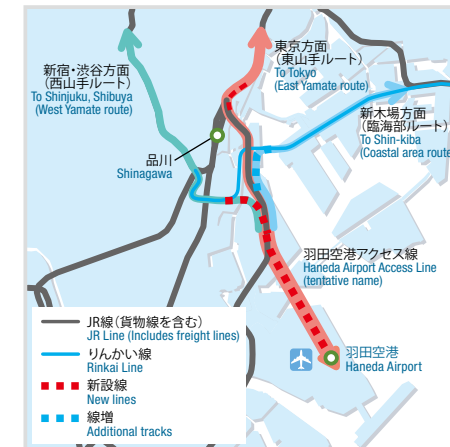 新宿・渋谷方面
（西山手ルート）
To Shinjuku, Shibuya
(West Yamate route)
東京方面
（東山手ルート）
To Tokyo
(East Yamate route)
新木場方面
（臨海部ルート）
To Shin-kiba
(Coastal area route
品川
Shinagawa
羽田空港アクセス線
Haneda Airport Access Line
(tentative name)
羽田空港
Haneda Airport
JR線（貨物線を含む）
JR Line (Includes freight lines)
りんかい線
Rinkai Line
新設線
New lines
線増
Additional tracks